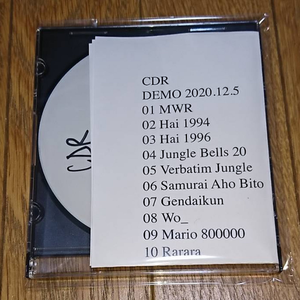 CDR
CDR
DEMO 2020.12.5
01 MWR
02 Hai 1994
03 Hai 1996
04 Jungle Bells 20
05 Verbatim Jungle
06 Samurai Aho Bito
07 Gendaikun
08 Wo_
09 Mario 800000
10 Rarara